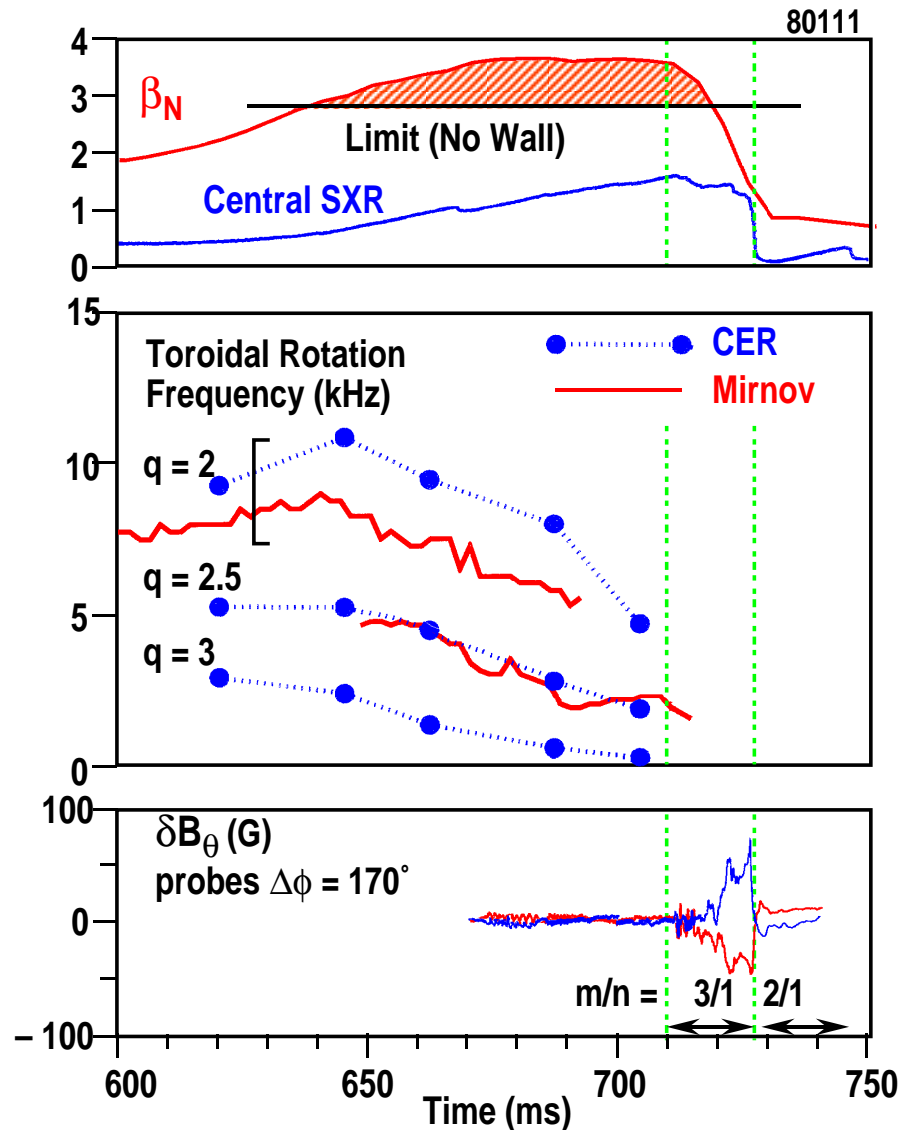 80111
4
3
2
1
0
β_N
Limit (No Wall)
Central SXR
15
10
5
0
Toroidal Rotation
Frequency (kHz)
CER
Mirnov
q = 2
q = 2.5
q = 3
100
0
– 100
δB_θ (G)
probes Δϕ = 170°
m/n = 3/1 2/1
600 650 700 750
Time (ms)